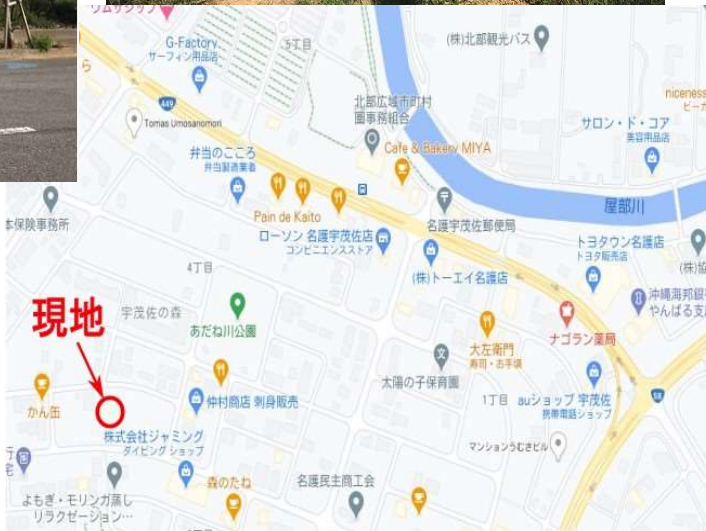 G-Factory
サーフィン用品店
5丁目
(株)北部観光バス
449
Tomas Umosanomori
北部広域市町村
圏事務組合
Cafe & Bakery MIYA
サロン・ド・コア
美容用品店
弁当のこころ
弁当製造業者
Pain de Kaito
ローソン 名護宇茂佐店
コンビニエンスストア
名護宇茂佐郵便局
屋部川
本保険事務所
4丁目
(株)トーエイ名護店
トヨタウン名護店
トヨタ販売店
現地
宇茂佐の森
あだね川公園
沖縄海邦銀
やんばる支
ナゴラン薬局
大左衛門
寿司・お手頃
太陽の子保育園
かん缶
仲村商店 刺身販売
1丁目
auショップ 宇茂佐
携帯電話ショップ
58
株式会社ジャミング
ダイビング ショップ
マンションうむさビル
よもぎ・モリンガ蒸し
リラクゼーション…
森のたね
名護民主商工会